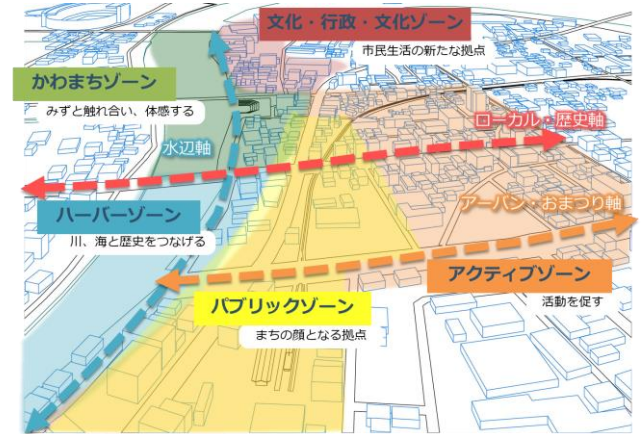 文化・行政・文化ゾーン
市民生活の新たな拠点
かわまちゾーン
みずと触れ合い、体感する
ローカル・歴史軸
水辺軸
アーバン・おまつり軸
ハーバーゾーン
川、海と歴史をつなげる
アクティブゾーン
活動を促す
パブリックゾーン
まちの顔となる拠点